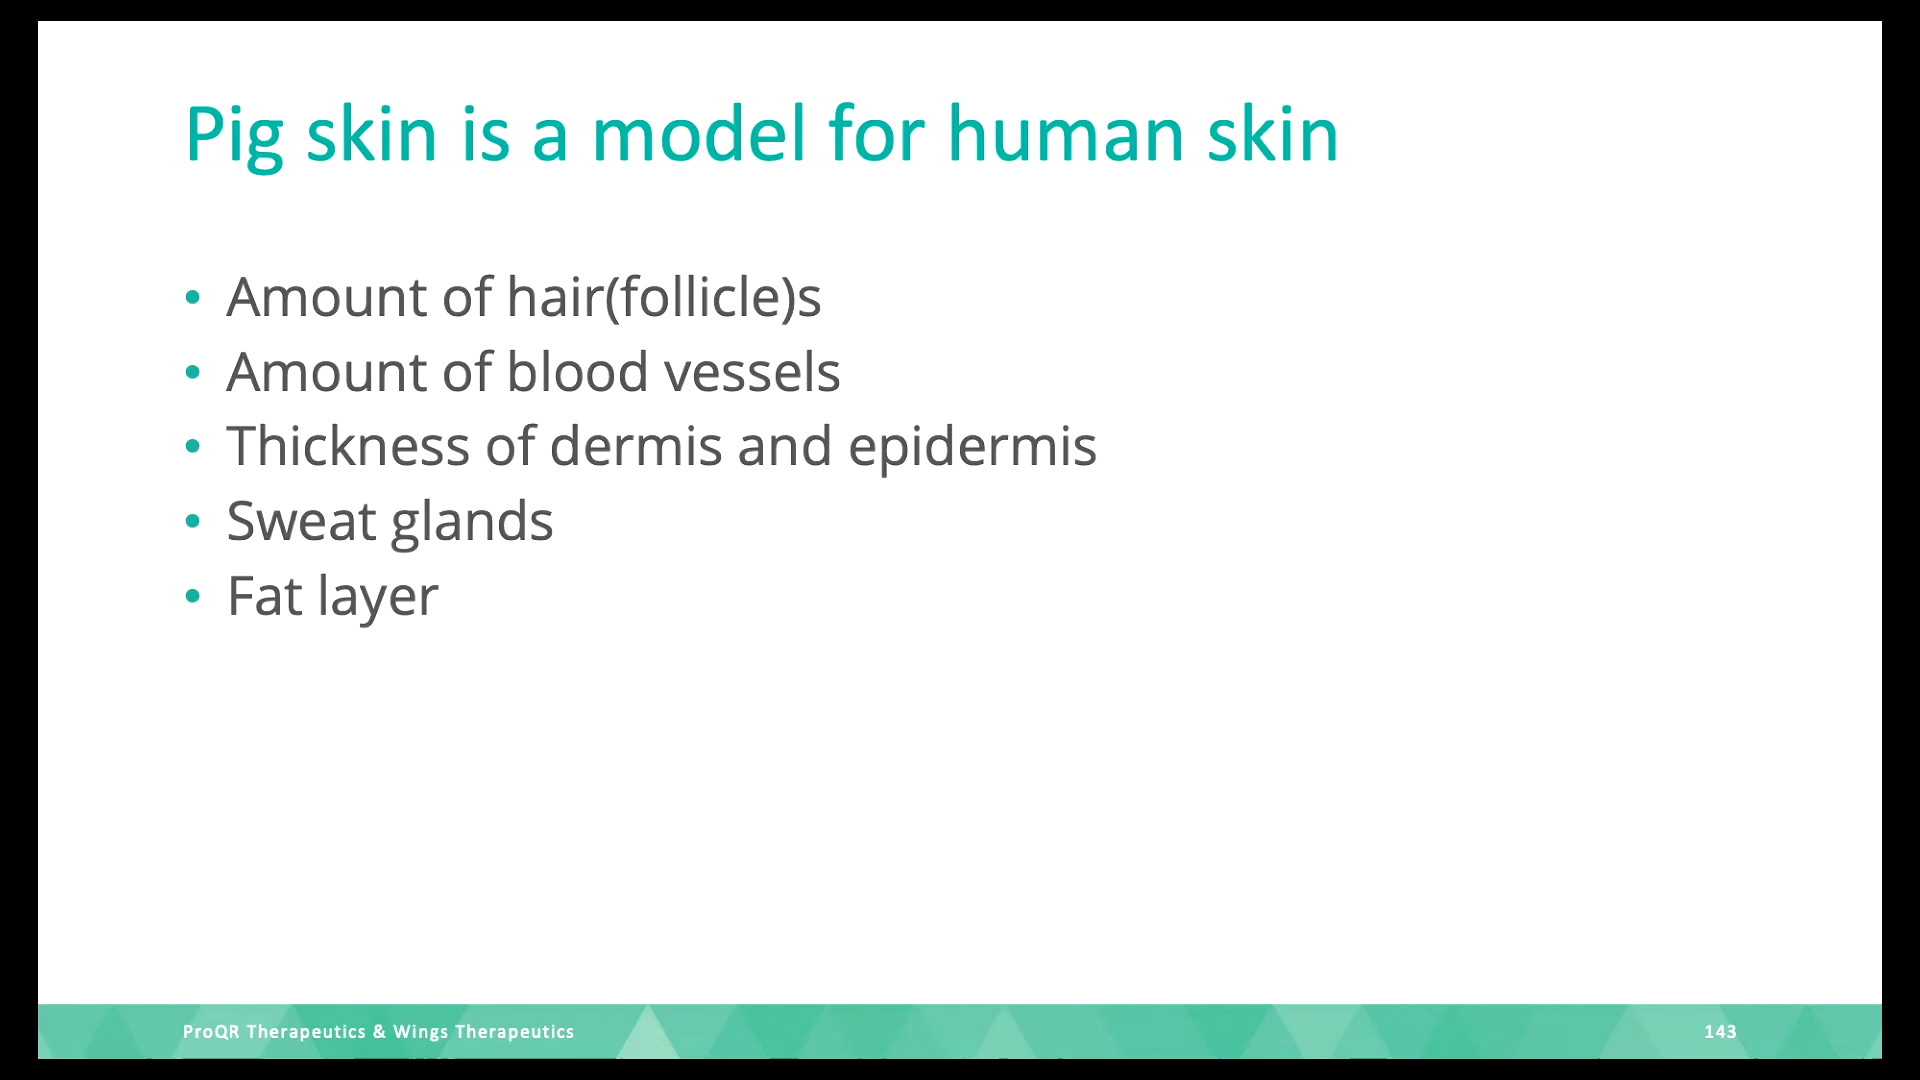 Pig skin is a model for human skin
• Amount of hair(follicle)s
• Amount of blood vessels
• Thickness of dermis and epidermis
• Sweat glands
• Fat layer
ProQR Therapeutics & Wings Therapeutics
143